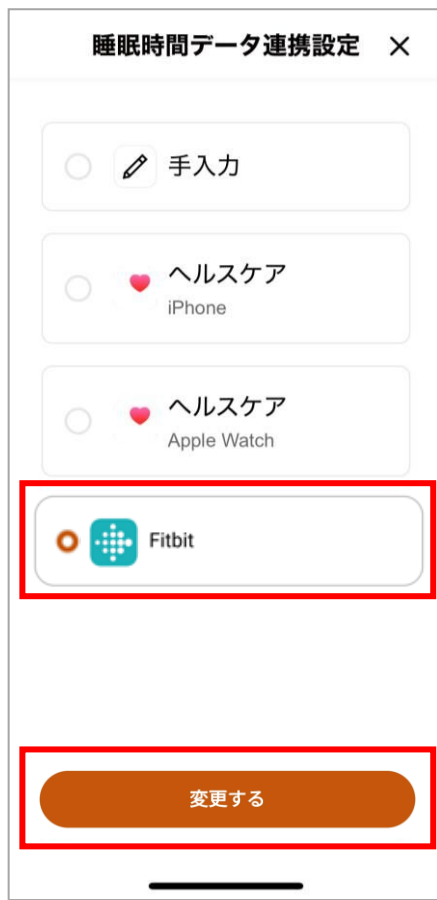 睡眠時間データ連携設定
手入力
ヘルスケア
iPhone
ヘルスケア
Apple Watch
Fitbit
変更する